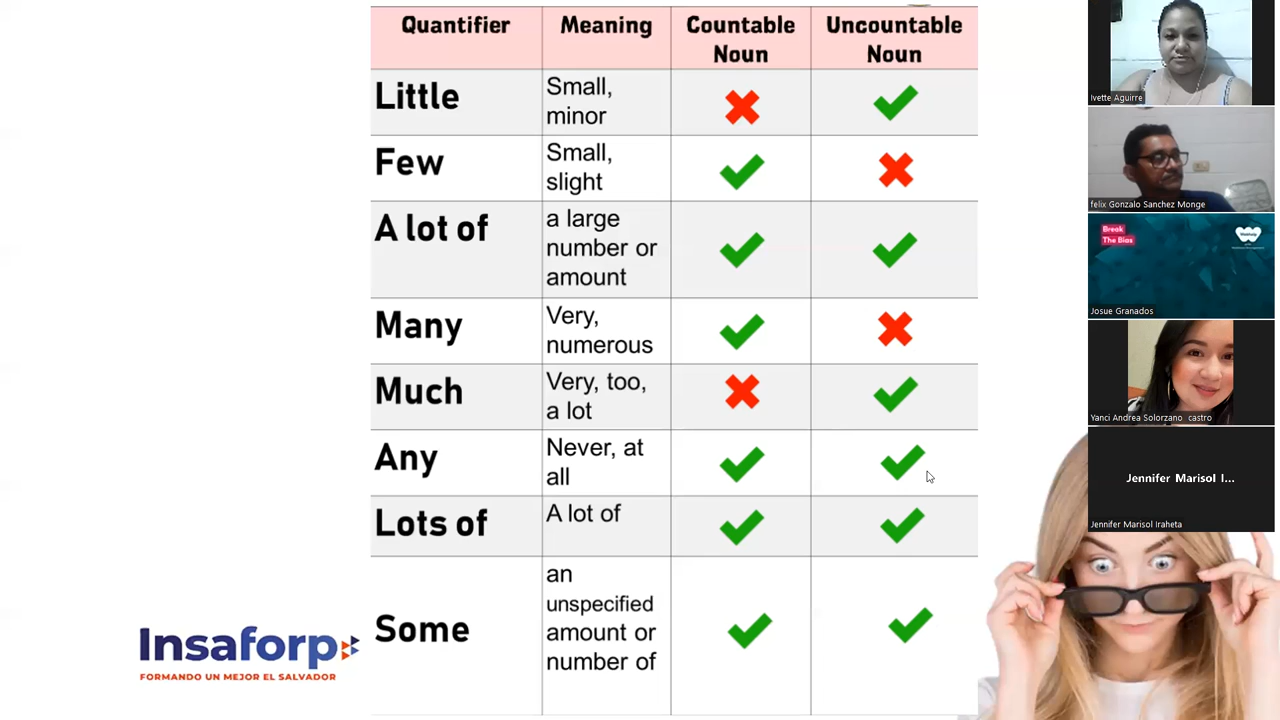 Quantifier
Meaning
Countable
Noun
Uncountable
Noun
Little
Small,
minor
Few
Small,
slight
A lot of
a large
number or
amount
Many
Very,
numerous
Much
Very, too,
a lot
Any
Never, at
all
Lots of
A lot of
Some
an
unspecified
amount or
number of
Insaforp
FORMANDO UN MEJOR EL SALVADOR
Ivette Aguirre
felix Gonzalo Sanchez Monge
Break
The Bias
Josue Granados
Yanci Andrea Solorzano castro
Jennifer Marisol I...
Jennifer Marisol Iraheta